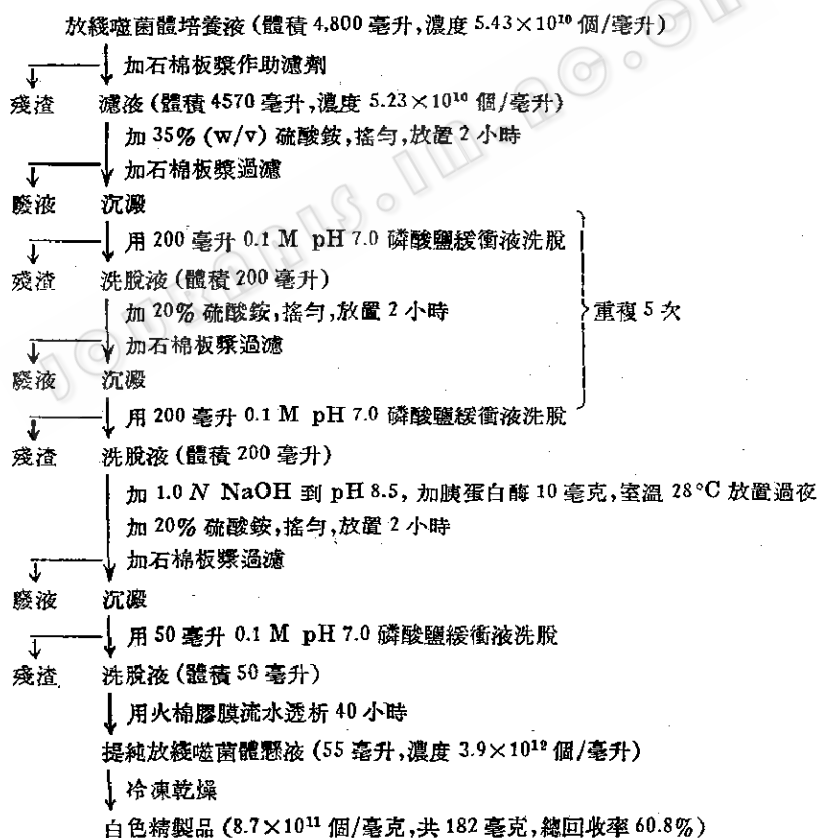 放綫噬菌體培養液 (體積 4,800 毫升,濃度 5.43×10¹⁰ 個/毫升)
加石棉板漿作助濾劑
殘渣 濾液 (體積 4570 毫升,濃度 5.23×10¹⁰ 個/毫升)
加 35% (w/v) 硫酸銨,搖勻,放置 2 小時
加石棉板漿過濾
廢液 沉澱
用 200 毫升 0.1 M pH 7.0 磷酸鹽緩衝液洗脫
殘渣 洗脫液 (體積 200 毫升)
加 20% 硫酸銨,搖勻,放置 2 小時 重複 5 次
加石棉板漿過濾
廢液 沉澱
用 200 毫升 0.1 M pH 7.0 磷酸鹽緩衝液洗脫
殘渣 洗脫液 (體積 200 毫升)
加 1.0 N NaOH 到 pH 8.5, 加胰蛋白酶 10 毫克,室溫 28°C 放置過夜
加 20% 硫酸銨,搖勻,放置 2 小時
加石棉板漿過濾
廢液 沉澱
用 50 毫升 0.1 M pH 7.0 磷酸鹽緩衝液洗脫
殘渣 洗脫液 (體積 50 毫升)
用火棉膠膜流水透析 40 小時
提純放綫噬菌體懸液 (55 毫升,濃度 3.9×10¹² 個/毫升)
冷凍乾燥
白色精製品 (8.7×10¹¹ 個/毫克,共 182 毫克,總回收率 60.8%)